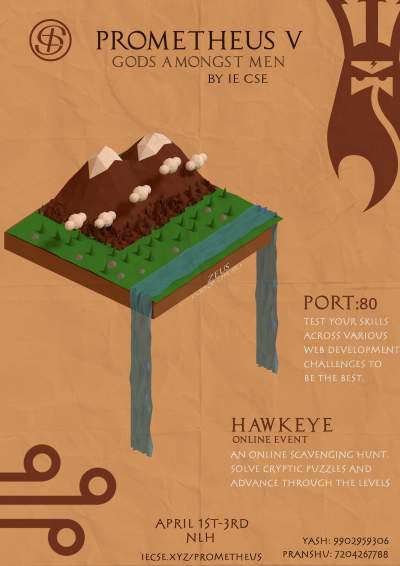 PROMETHEUS V
GODS AMONGST MEN
BY IE CSE
ZEUS
PORT:80
TEST YOUR SKILLS
ACROSS VARIOUS
WEB DEVELOPMENT
CHALLENGES TO
BE THE BEST.
HAWKEYE
ONLINE EVENT
AN ONLINE SCAVENGING HUNT.
SOLVE CRYPTIC PUZZLES AND
ADVANCE THROUGH THE LEVELS
APRIL 1ST-3RD
NLH
IECSE.XYZ/PROMETHEUS
YASH: 9902959306
PRANSHU: 7204267788